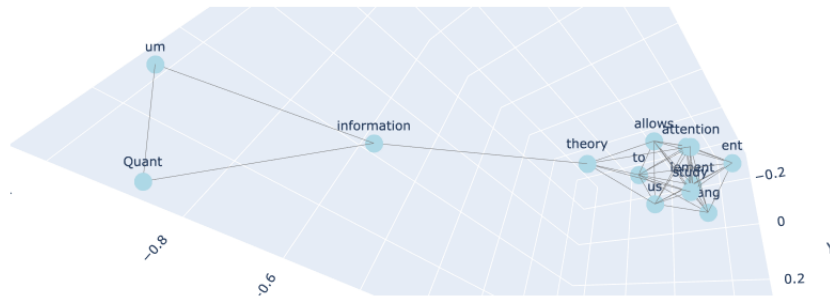 um
information
allows
attention
theory
ent
Quant
to
lement
study
us
ang
−0.2
0
0.2
−0.8
-0.6